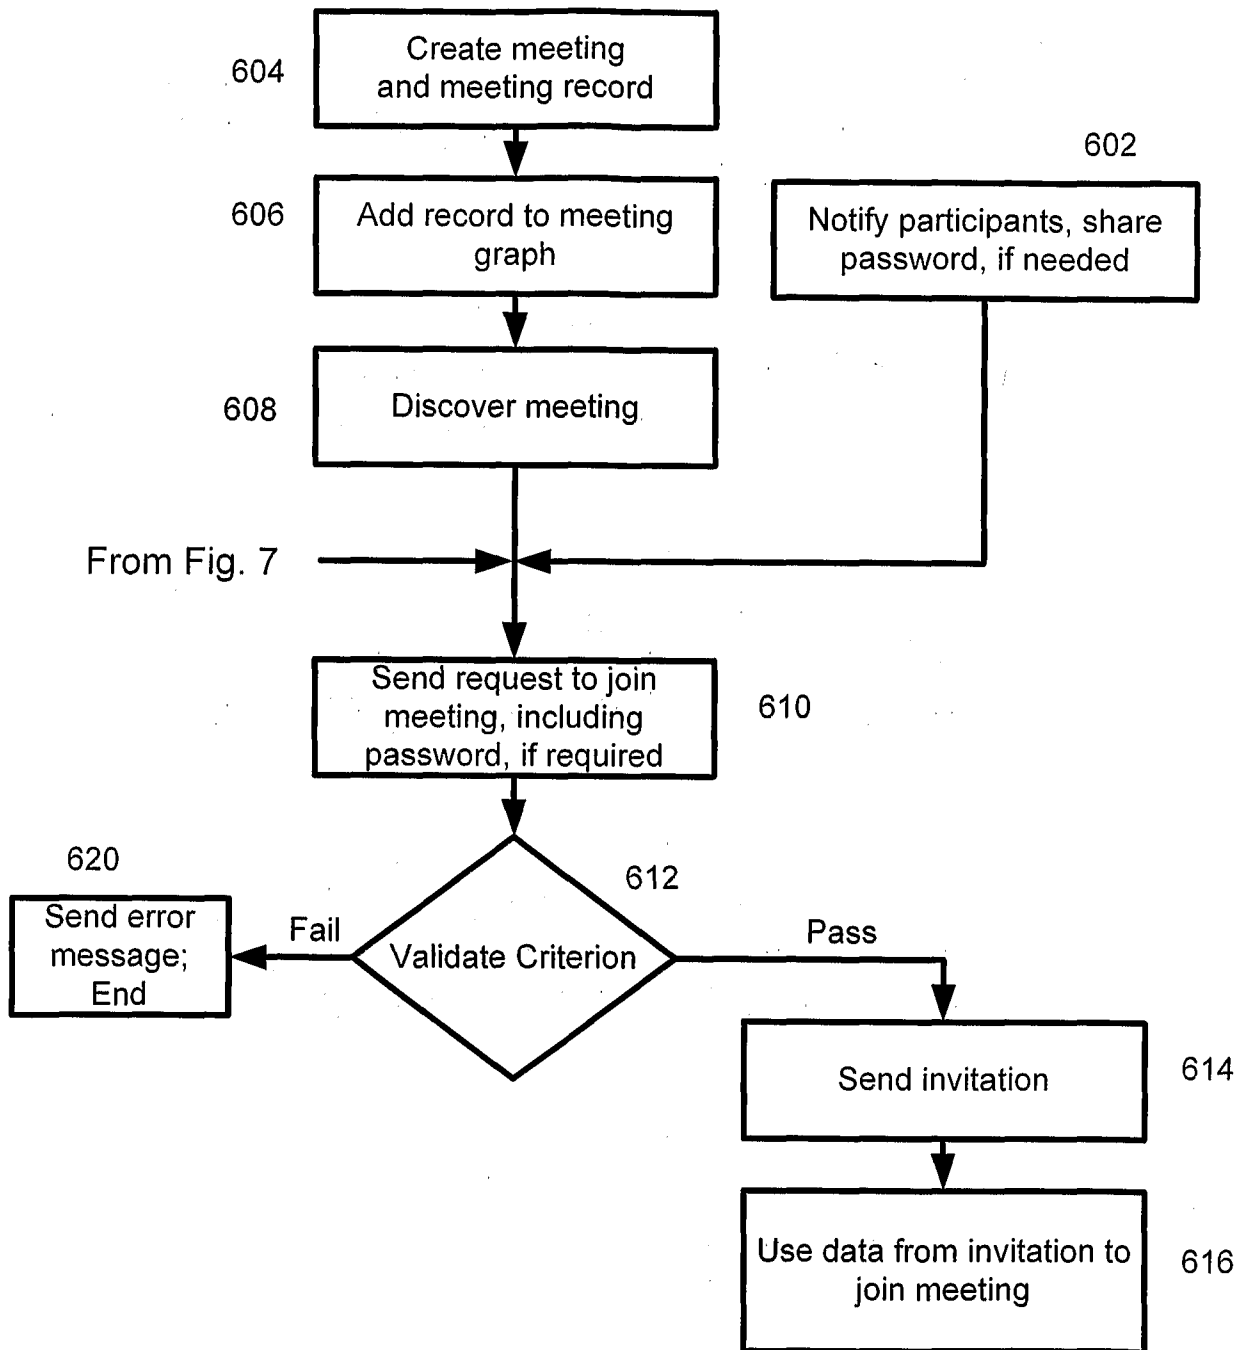 604
Create meeting
and meeting record
602
606
Add record to meeting
graph
Notify participants, share
password, if needed
608
Discover meeting
From Fig. 7
Send request to join
meeting, including
password, if required
610
620
Send error
message;
End
Fail
612
Validate Criterion
Pass
Send invitation
614
Use data from invitation to
join meeting
616